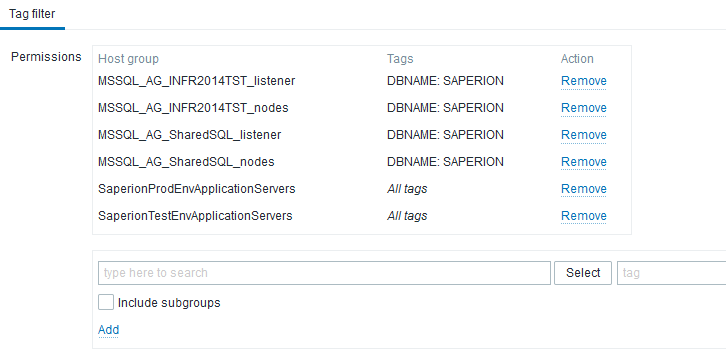 Tag filter
Permissions
Host group Tags Action
MSSQL_AG_INFR2014TST_listener DBNAME: SAPERION Remove
MSSQL_AG_INFR2014TST_nodes DBNAME: SAPERION Remove
MSSQL_AG_SharedSQL_listener DBNAME: SAPERION Remove
MSSQL_AG_SharedSQL_nodes DBNAME: SAPERION Remove
SaperionProdEnvApplicationServers All tags Remove
SaperionTestEnvApplicationServers All tags Remove
type here to search Select tag
Include subgroups
Add